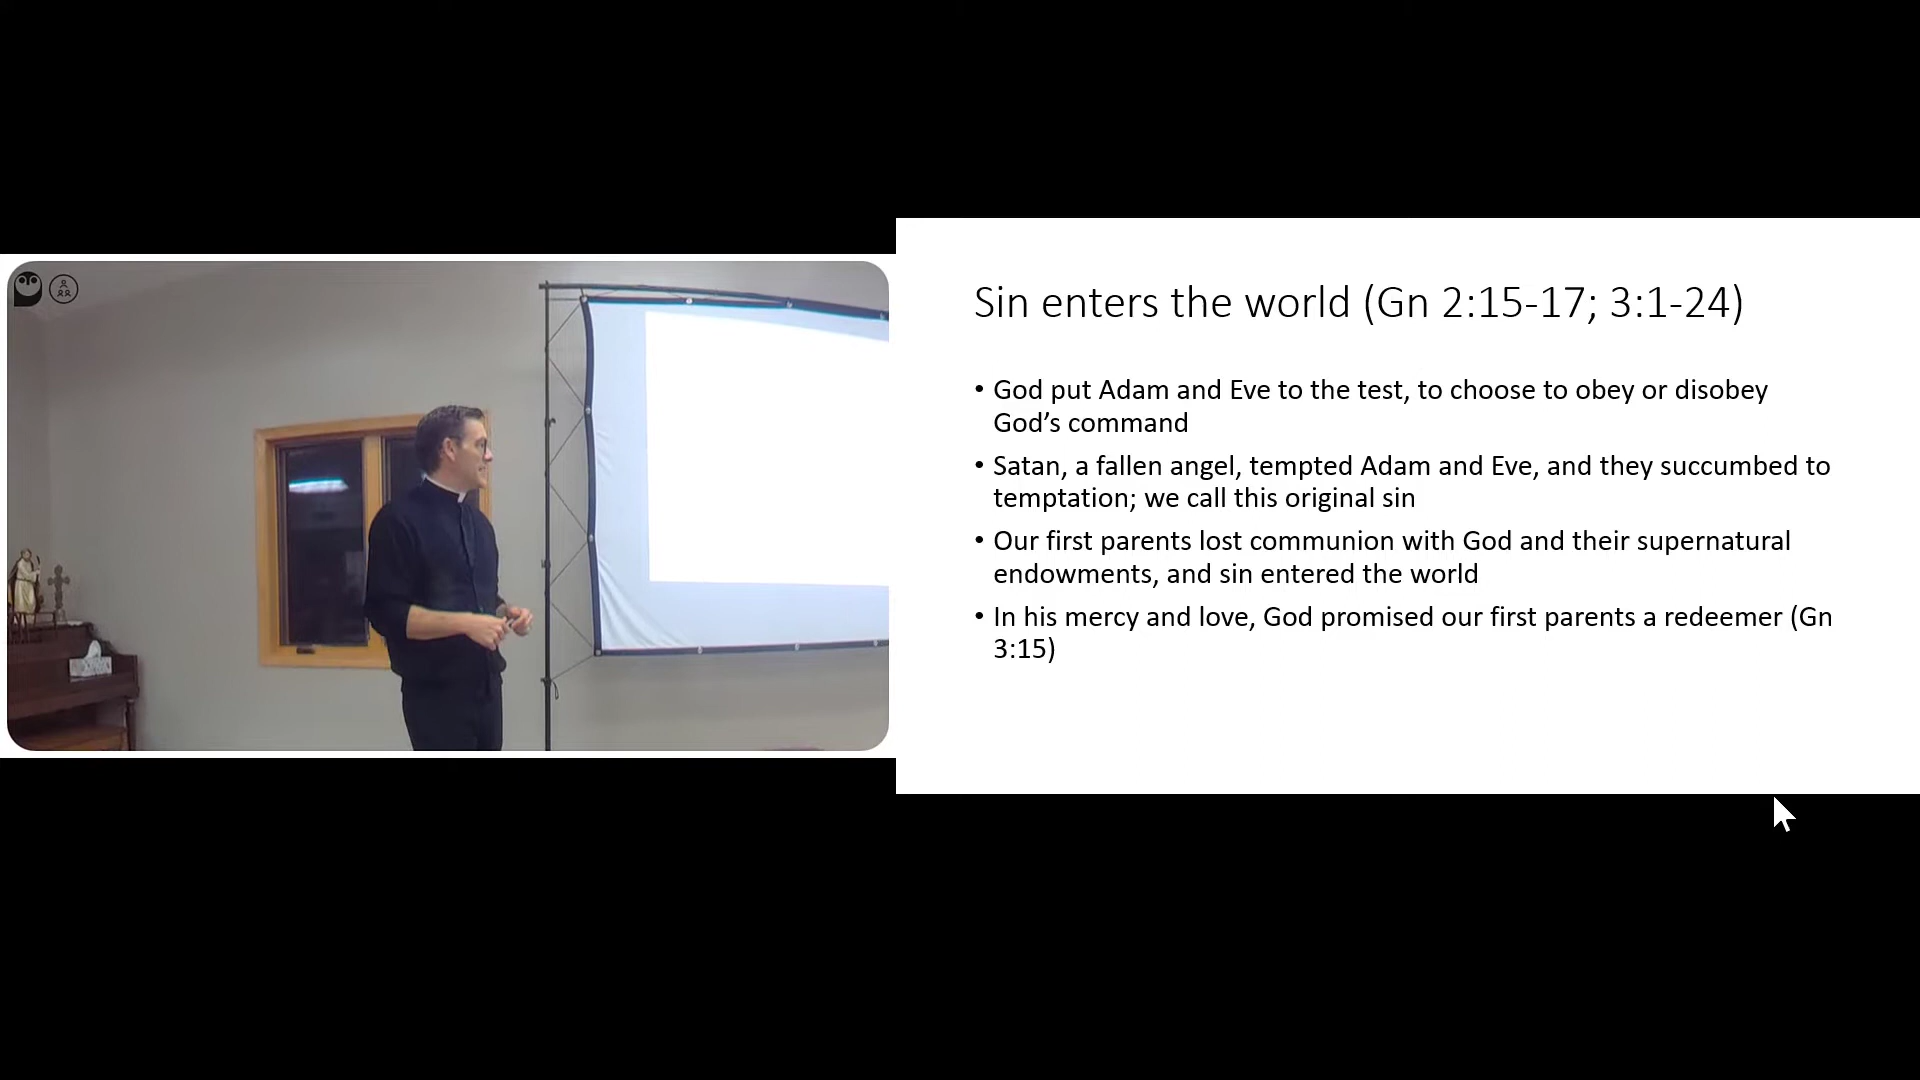 Sin enters the world (Gn 2:15-17; 3:1-24)
• God put Adam and Eve to the test, to choose to obey or disobey
God’s command
• Satan, a fallen angel, tempted Adam and Eve, and they succumbed to
temptation; we call this original sin
• Our first parents lost communion with God and their supernatural
endowments, and sin entered the world
• In his mercy and love, God promised our first parents a redeemer (Gn
3:15)